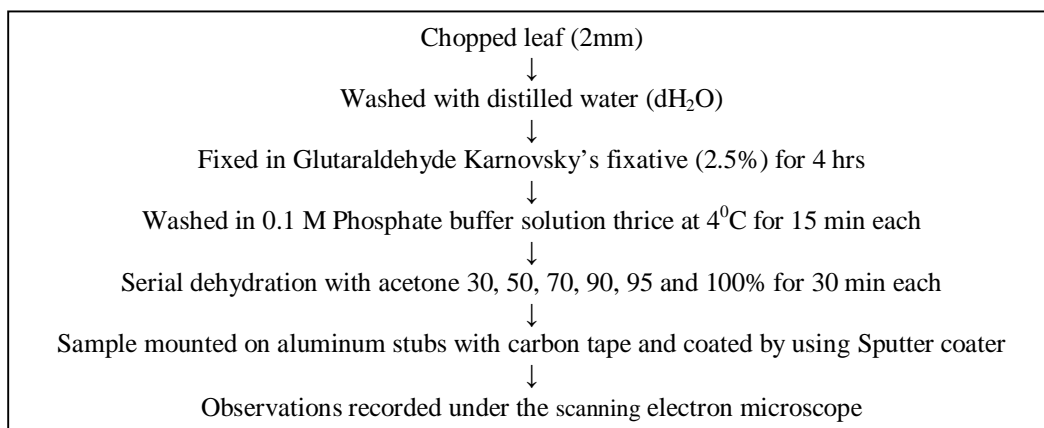 Chopped leaf (2mm)
↓
Washed with distilled water (dH₂O)
↓
Fixed in Glutaraldehyde Karnovsky's fixative (2.5%) for 4 hrs
↓
Washed in 0.1 M Phosphate buffer solution thrice at 4⁰C for 15 min each
↓
Serial dehydration with acetone 30, 50, 70, 90, 95 and 100% for 30 min each
↓
Sample mounted on aluminum stubs with carbon tape and coated by using Sputter coater
↓
Observations recorded under the scanning electron microscope